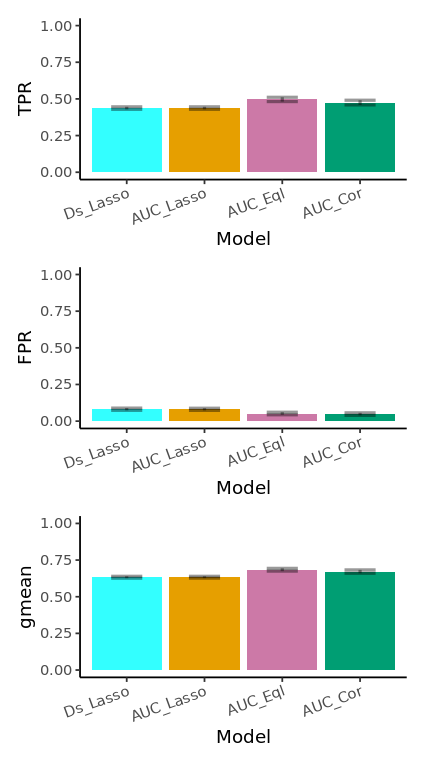 1.00
0.75
TPR
0.50
0.25
0.00
Ds_Lasso
AUC_Lasso
AUC_Eql
AUC_Cor
Model
1.00
0.75
FPR
0.50
0.25
0.00
Ds_Lasso
AUC_Lasso
AUC_Eql
AUC_Cor
Model
1.00
0.75
gmean
0.50
0.25
0.00
Ds_Lasso
AUC_Lasso
AUC_Eql
AUC_Cor
Model